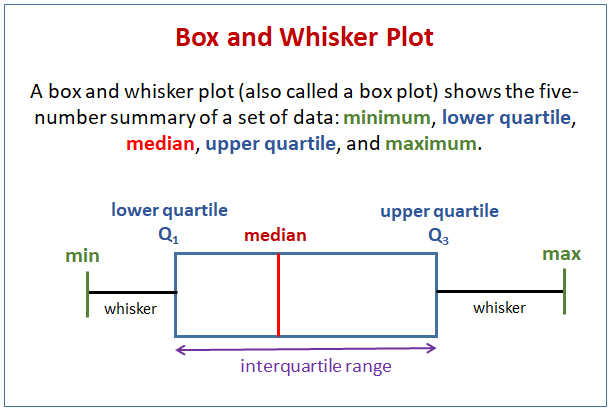 Box and Whisker Plot
A box and whisker plot (also called a box plot) shows the five-
number summary of a set of data: minimum, lower quartile,
median, upper quartile, and maximum.
lower quartile
Q₁
median
upper quartile
Q₃
min
max
whisker
whisker
interquartile range